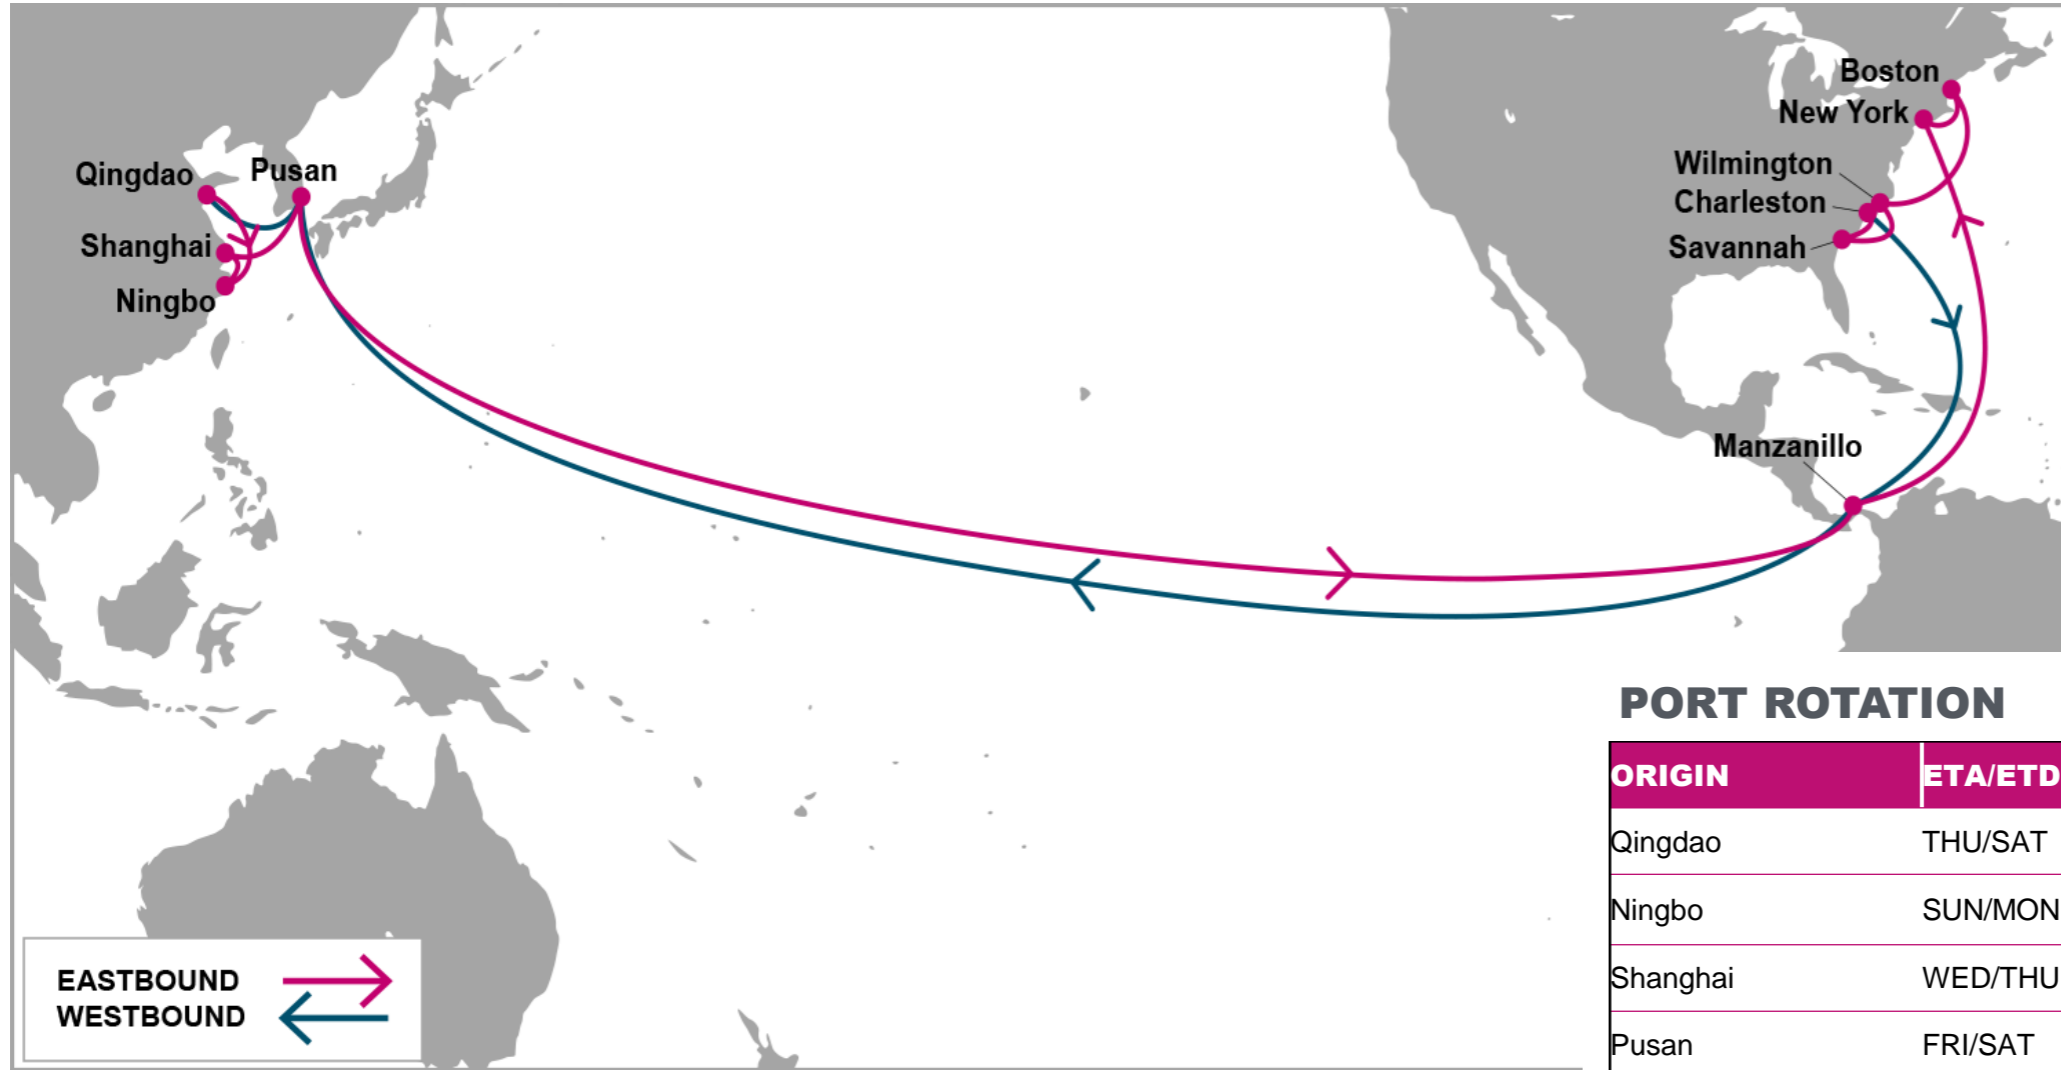 Boston
New York
Qingdao
Pusan
Wilmington
Charleston
Shanghai
Savannah
Ningbo
Manzanillo
PORT ROTATION
ORIGIN ETA/ETD
Qingdao THU/SAT
Ningbo SUN/MON
Shanghai WED/THU
Pusan FRI/SAT
EASTBOUND
WESTBOUND